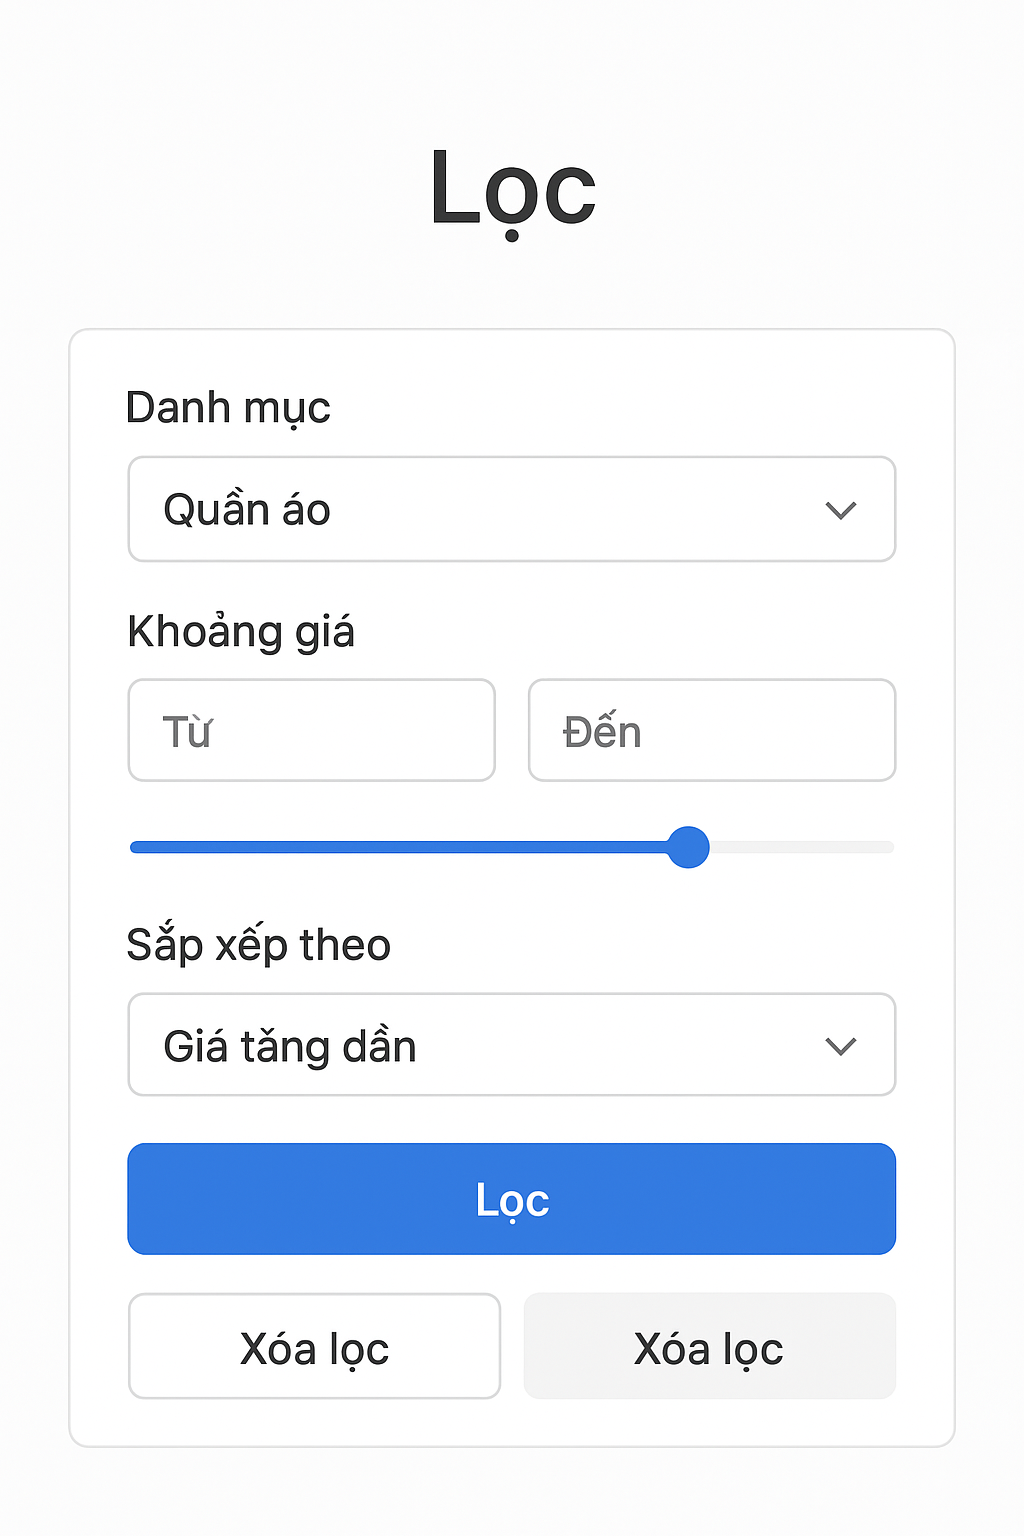 Lọc
Danh mục
Quần áo
Khoảng giá
Từ Đến
Sắp xếp theo
Giá tăng dần
Lọc
Xóa lọc Xóa lọc